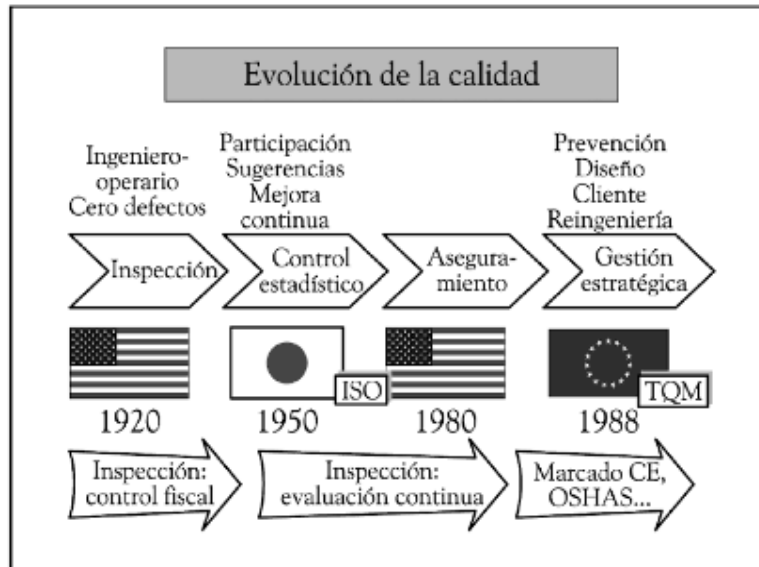 Evolución de la calidad
Ingeniero-
operario
Cero defectos
Participación
Sugerencias
Mejora
continua
Prevención
Diseño
Cliente
Reingeniería
Inspección
Control
estadístico
Asegura-
miento
Gestión
estratégica
ISO
TQM
1920
1950
1980
1988
Inspección:
control fiscal
Inspección:
evaluación continua
Marcado CE,
OSHAS...